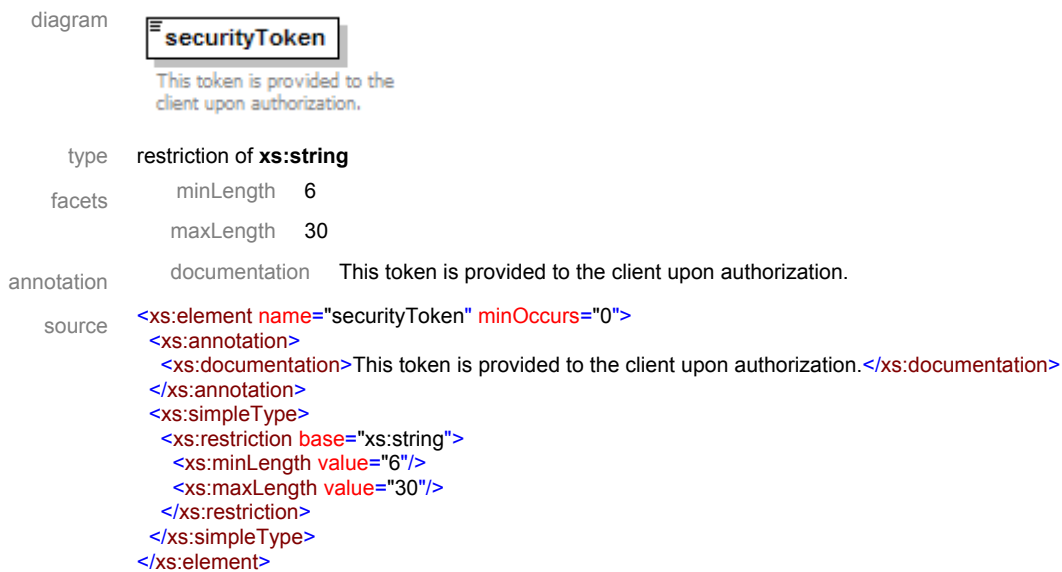 diagram
securityToken
This token is provided to the
client upon authorization.
type restriction of xs:string
facets minLength 6
maxLength 30
annotation documentation This token is provided to the client upon authorization.
source <xs:element name="securityToken" minOccurs="0">
<xs:annotation>
<xs:documentation>This token is provided to the client upon authorization.</xs:documentation>
</xs:annotation>
<xs:simpleType>
<xs:restriction base="xs:string">
<xs:minLength value="6"/>
<xs:maxLength value="30"/>
</xs:restriction>
</xs:simpleType>
</xs:element>